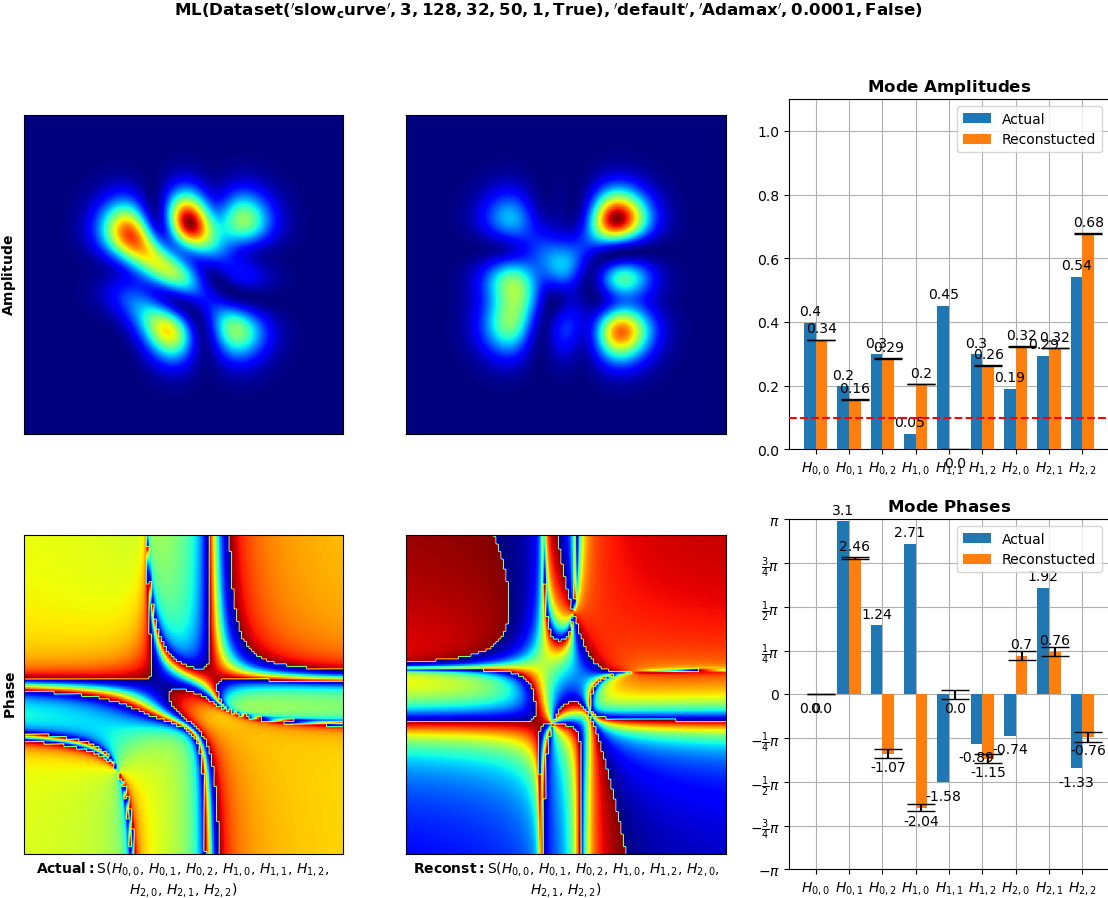 ML(Dataset('slow_curve', 3, 128, 32, 50, 1, True), 'default', 'Adamax', 0.0001, False)
Amplitude
Mode Amplitudes
Actual
Reconstucted
1.0
0.8
0.6
0.4
0.2
0.0
0.4
0.34
0.2
0.16
0.3
0.29
0.05
0.2
0.45
0.0
0.3
0.26
0.19
0.32
0.29
0.32
0.54
0.68
H0,0 H0,1 H0,2 H1,0 H1,1 H1,2 H2,0 H2,1 H2,2
Phase
Actual: S(H0,0, H0,1, H0,2, H1,0, H1,1, H1,2,
H2,0, H2,1, H2,2)
Reconst: S(H0,0, H0,1, H0,2, H1,0, H1,2, H2,0,
H2,1, H2,2)
Mode Phases
Actual
Reconstucted
π
3/4π
1/2π
1/4π
0
−1/4π
−1/2π
−3/4π
−π
0.0
0.0
3.1
2.46
1.24
-1.07
2.71
-2.04
-1.58
0.0
-0.89
-1.15
-0.74
0.7
1.92
0.76
-1.33
-0.76
H0,0 H0,1 H0,2 H1,0 H1,1 H1,2 H2,0 H2,1 H2,2